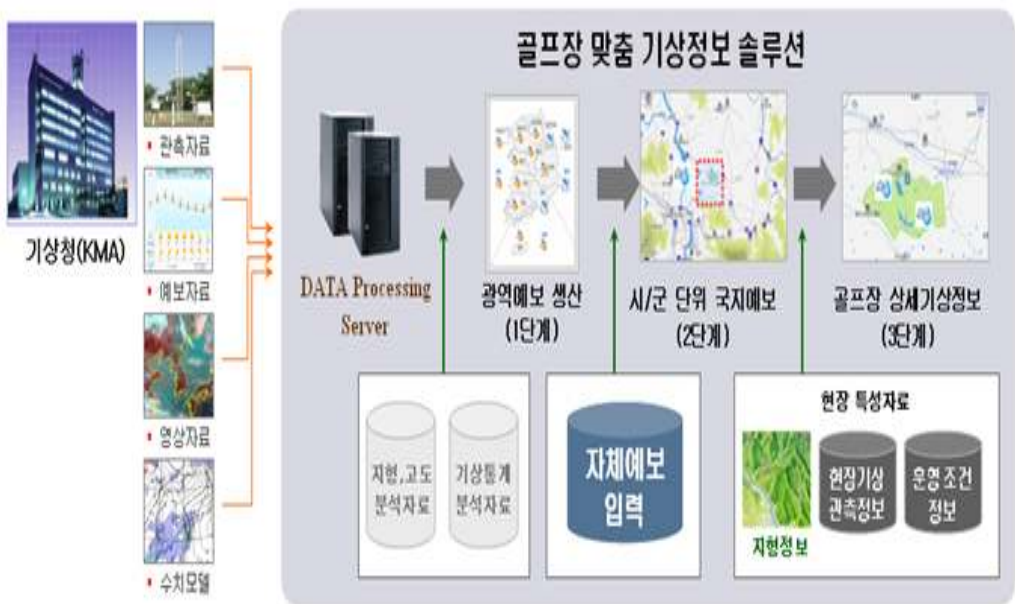 골프장 맞춤 기상정보 솔루션
기상청(KMA)
관측자료
예보자료
영상자료
수치모델
DATA Processing
Server
광역예보 생산
(1단계)
시/군 단위 국지예보
(2단계)
골프장 상세기상정보
(3단계)
지형,고도
분석자료
기상통계
분석자료
자체예보
입력
현장 특성자료
지형정보
현장기상
관측정보
운형조건
정보